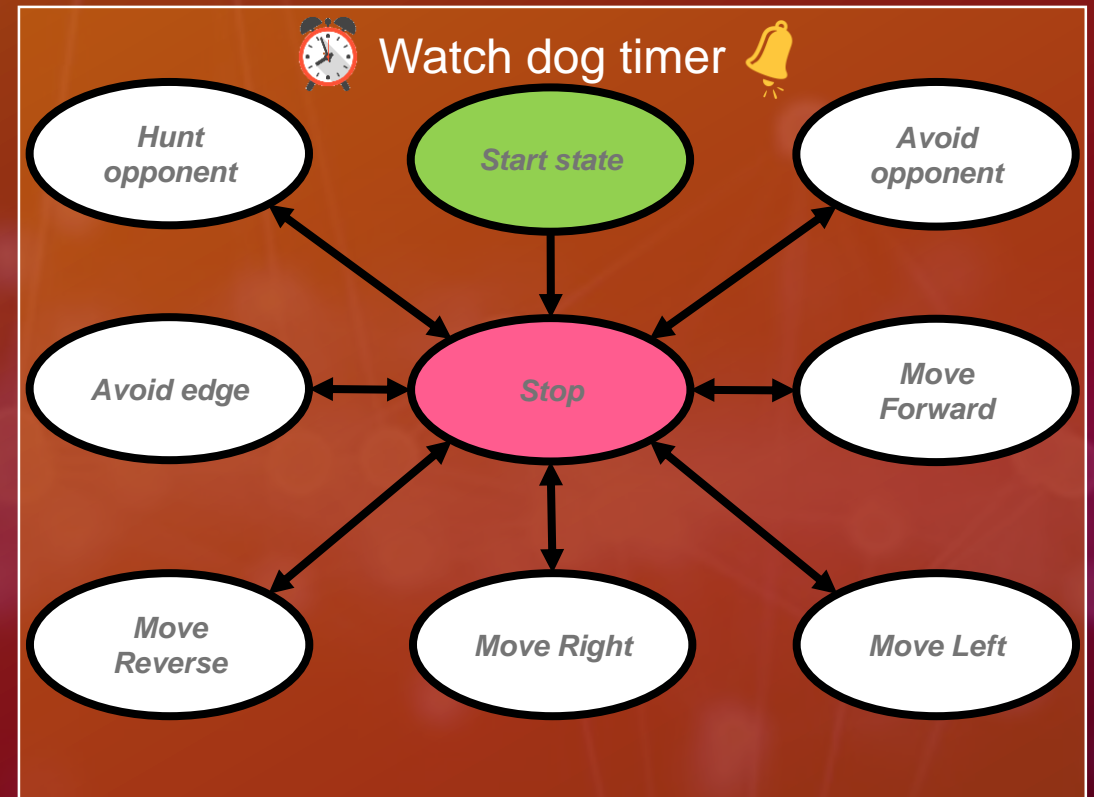 Watch dog timer
Hunt
opponent
Start state
Avoid
opponent
Avoid edge
Stop
Move
Forward
Move
Reverse
Move Right
Move Left